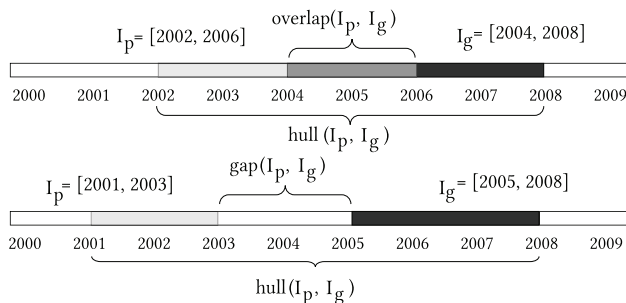 overlap(Ip, Ig)
Ip = [2002, 2006] Ig = [2004, 2008]
2000 2001 2002 2003 2004 2005 2006 2007 2008 2009
hull (Ip, Ig)
gap(Ip, Ig)
Ip = [2001, 2003] Ig = [2005, 2008]
2000 2001 2002 2003 2004 2005 2006 2007 2008 2009
hull(Ip, Ig)